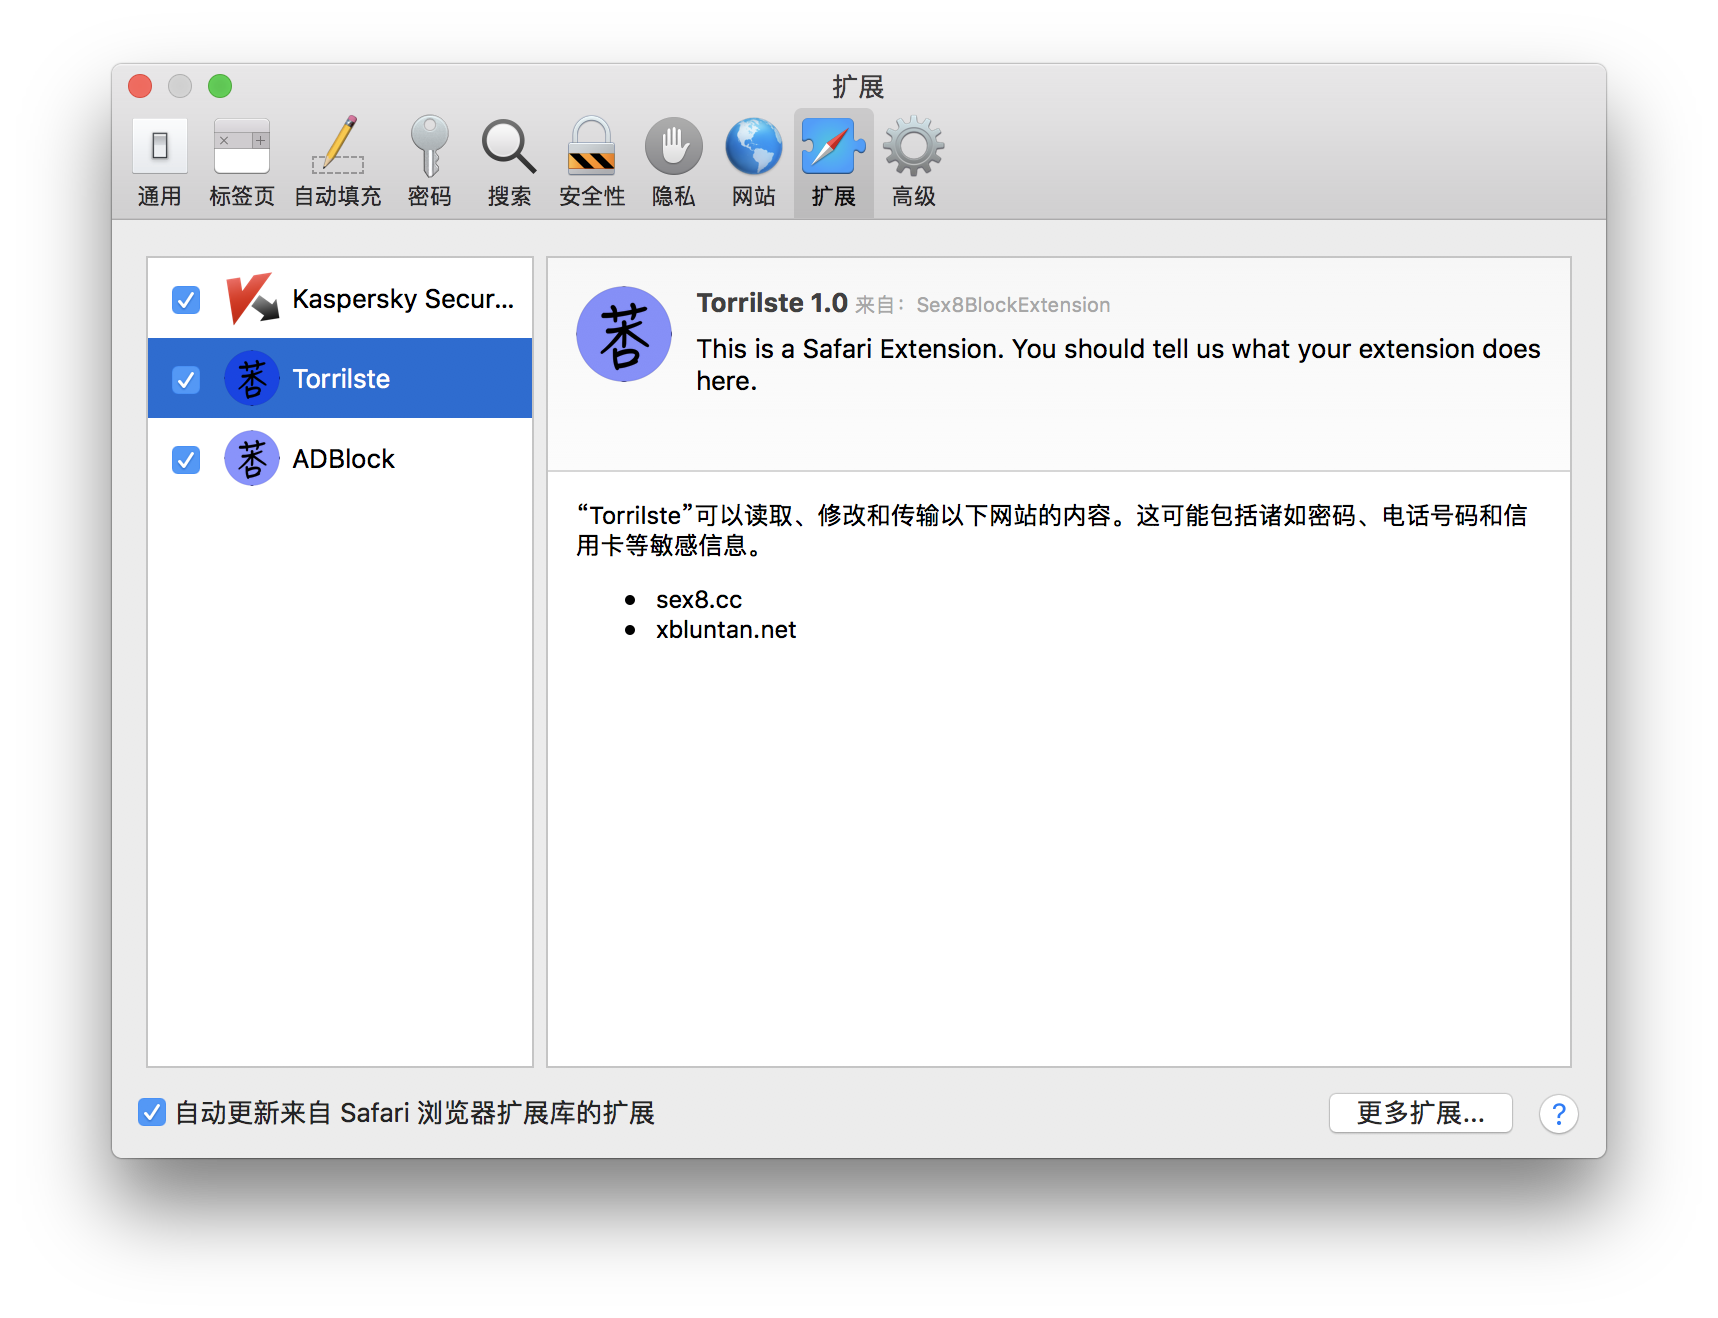 扩展
通用 标签页 自动填充 密码 搜索 安全性 隐私 网站 扩展 高级
Kaspersky Secur...
Torrilste
ADBlock
Torrilste 1.0 来自：Sex8BlockExtension
This is a Safari Extension. You should tell us what your extension does
here.
“Torrilste”可以读取、修改和传输以下网站的内容。这可能包括诸如密码、电话号码和信
用卡等敏感信息。
• sex8.cc
• xbluntan.net
自动更新来自 Safari 浏览器扩展库的扩展
更多扩展...
?